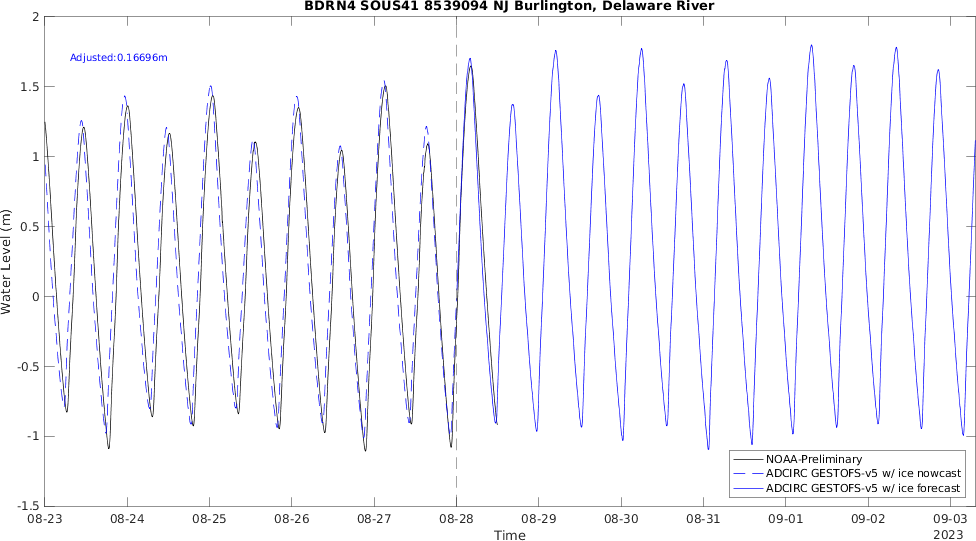 BDRN4 SOUS41 8539094 NJ Burlington, Delaware River
Adjusted:0.16696m
Water Level (m)
2
1.5
1
0.5
0
-0.5
-1
-1.5
NOAA-Preliminary
ADCIRC GESTOFS-v5 w/ ice nowcast
ADCIRC GESTOFS-v5 w/ ice forecast
08-23 08-24 08-25 08-26 08-27 08-28 08-29 08-30 08-31 09-01 09-02 09-03
Time
2023